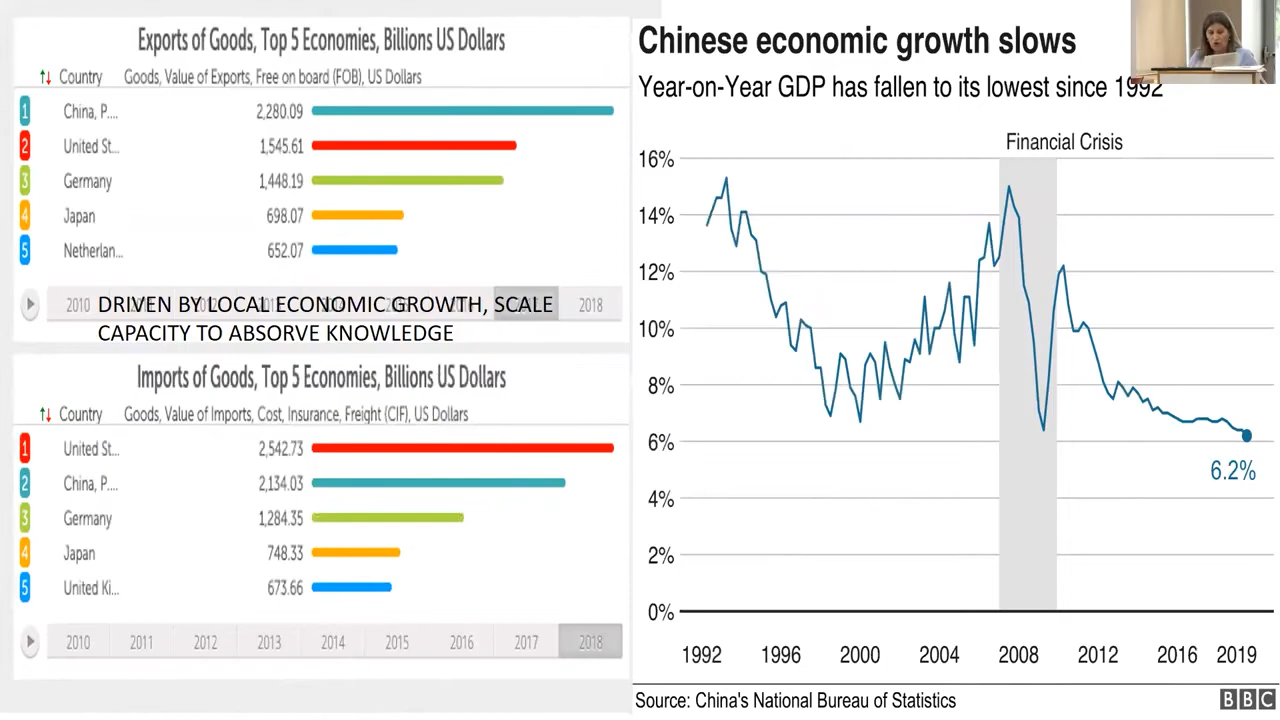 Exports of Goods, Top 5 Economies, Billions US Dollars
Country Goods, Value of Exports, Free on board (FOB), US Dollars
1 China, P.... 2,280.09
2 United St... 1,545.61
3 Germany 1,448.19
4 Japan 698.07
5 Netherlan... 652.07
2010 2018
DRIVEN BY LOCAL ECONOMIC GROWTH, SCALE
CAPACITY TO ABSORVE KNOWLEDGE
Imports of Goods, Top 5 Economies, Billions US Dollars
Country Goods, Value of Imports, Cost, Insurance, Freight (CIF), US Dollars
1 United St... 2,542.73
2 China, P.... 2,134.03
3 Germany 1,284.35
4 Japan 748.33
5 United Ki... 673.66
2010 2011 2012 2013 2014 2015 2016 2017 2018
Chinese economic growth slows
Year-on-Year GDP has fallen to its lowest since 1992
Financial Crisis
16%
14%
12%
10%
8%
6%
4%
2%
0%
6.2%
1992 1996 2000 2004 2008 2012 2016 2019
Source: China's National Bureau of Statistics
BBC